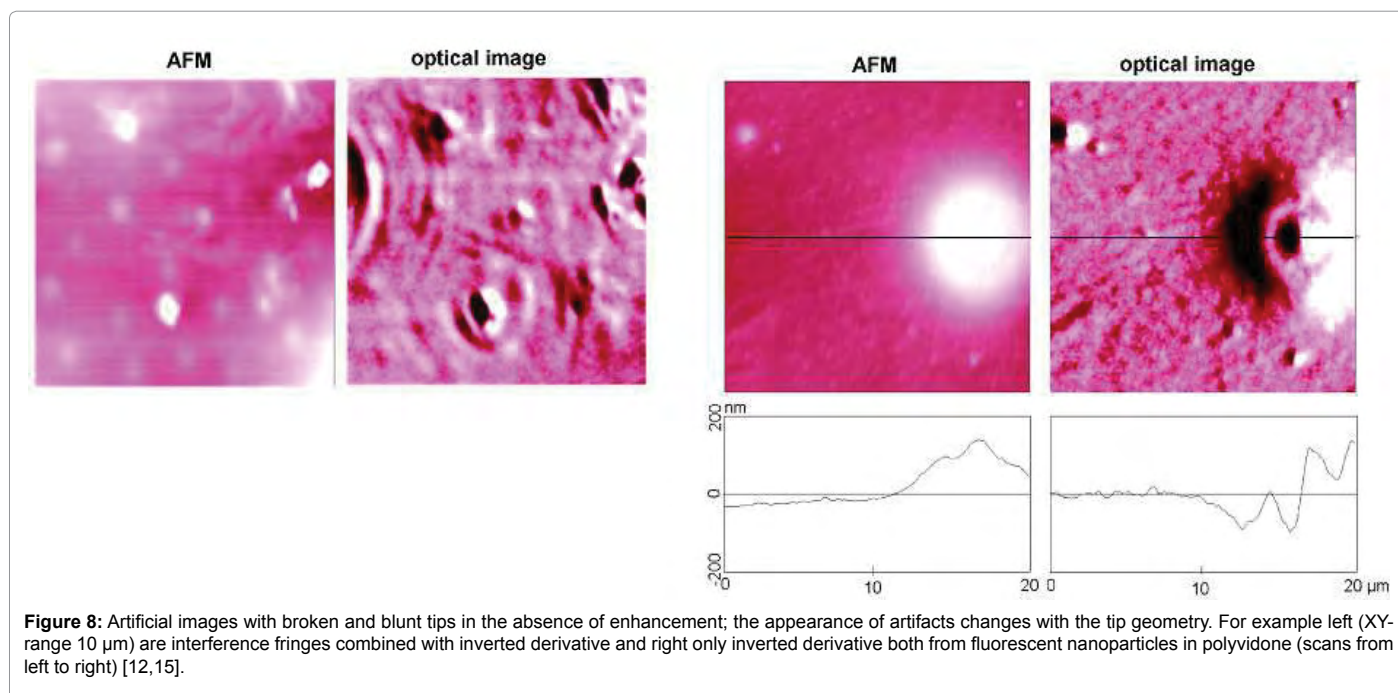 AFM
optical image
AFM
optical image
200
nm
0
-200
0
10
20
0
10
20 µm
Figure 8: Artificial images with broken and blunt tips in the absence of enhancement; the appearance of artifacts changes with the tip geometry. For example left (XY-
range 10 µm) are interference fringes combined with inverted derivative and right only inverted derivative both from fluorescent nanoparticles in polyvidone (scans from
left to right) [12,15].